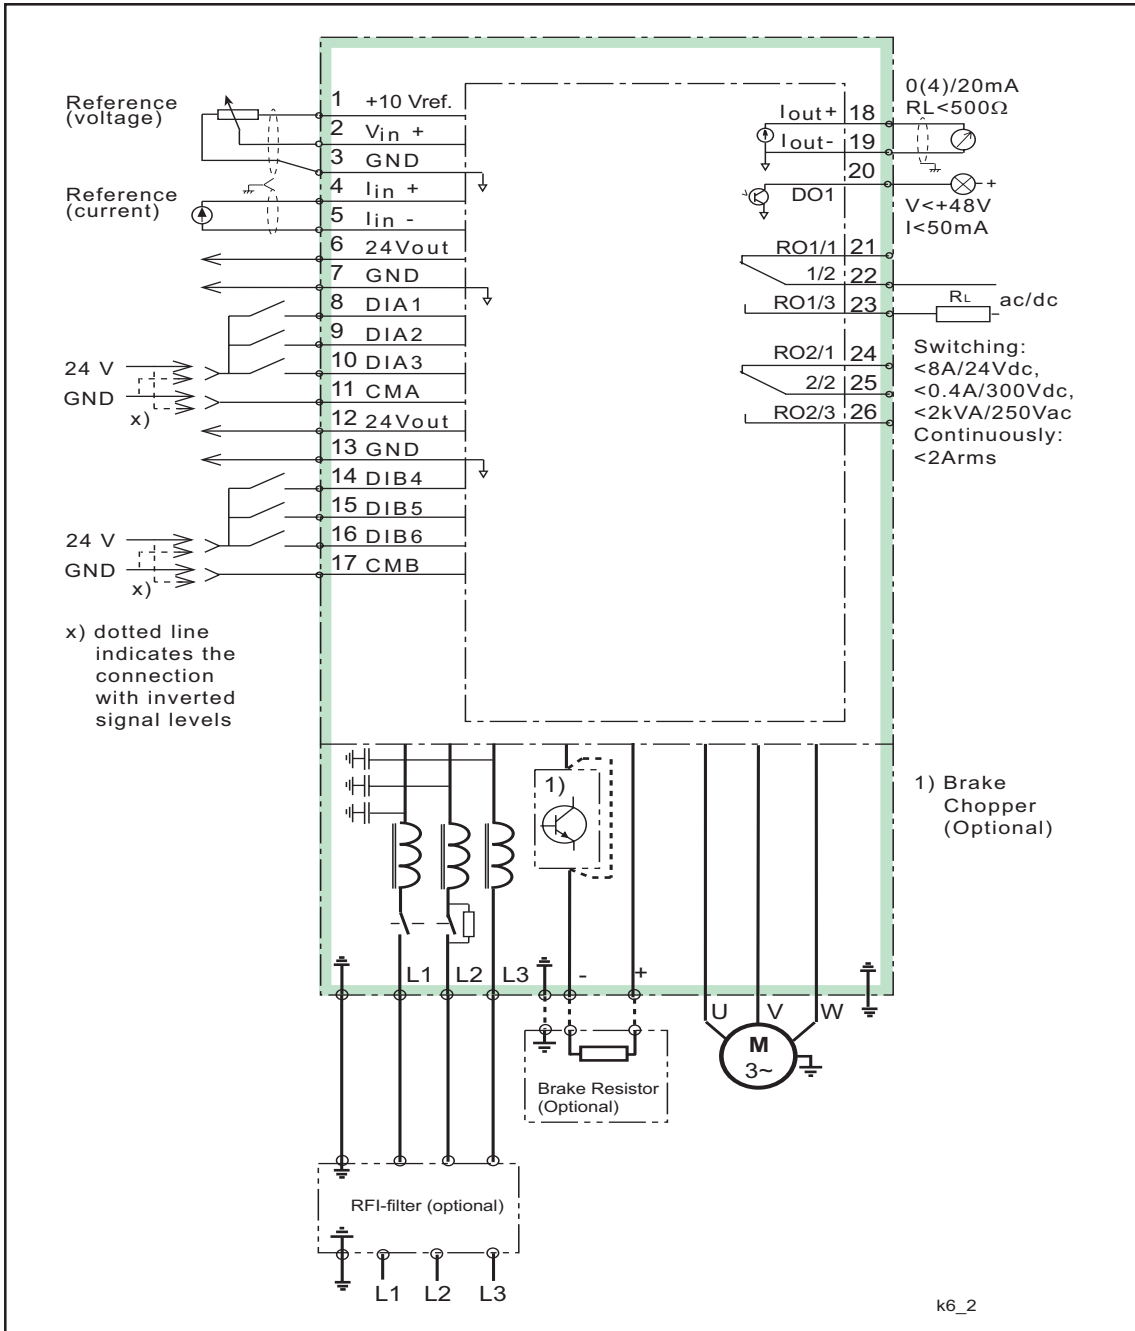 Reference
(voltage)
Reference
(current)
1 +10 Vref.
2 Vin +
3 GND
4 Iin +
5 Iin -
6 24Vout
7 GND
8 DIA1
9 DIA2
10 DIA3
11 CMA
12 24Vout
13 GND
14 DIB4
15 DIB5
16 DIB6
17 CMB
24 V
GND
x)
24 V
GND
x)
x) dotted line
indicates the
connection
with inverted
signal levels
Iout+ 18
Iout- 19
20
DO1
RO1/1 21
1/2 22
RO1/3 23
RO2/1 24
2/2 25
RO2/3 26
0(4)/20mA
RL<500Ω
+
V<+48V
I<50mA
RL ac/dc
Switching:
<8A/24Vdc,
<0.4A/300Vdc,
<2kVA/250Vac
Continuously:
<2Arms
1)
1) Brake
Chopper
(Optional)
L1 L2 L3 - +
U V W
M
3~
Brake Resistor
(Optional)
RFI-filter (optional)
L1 L2 L3
k6_2